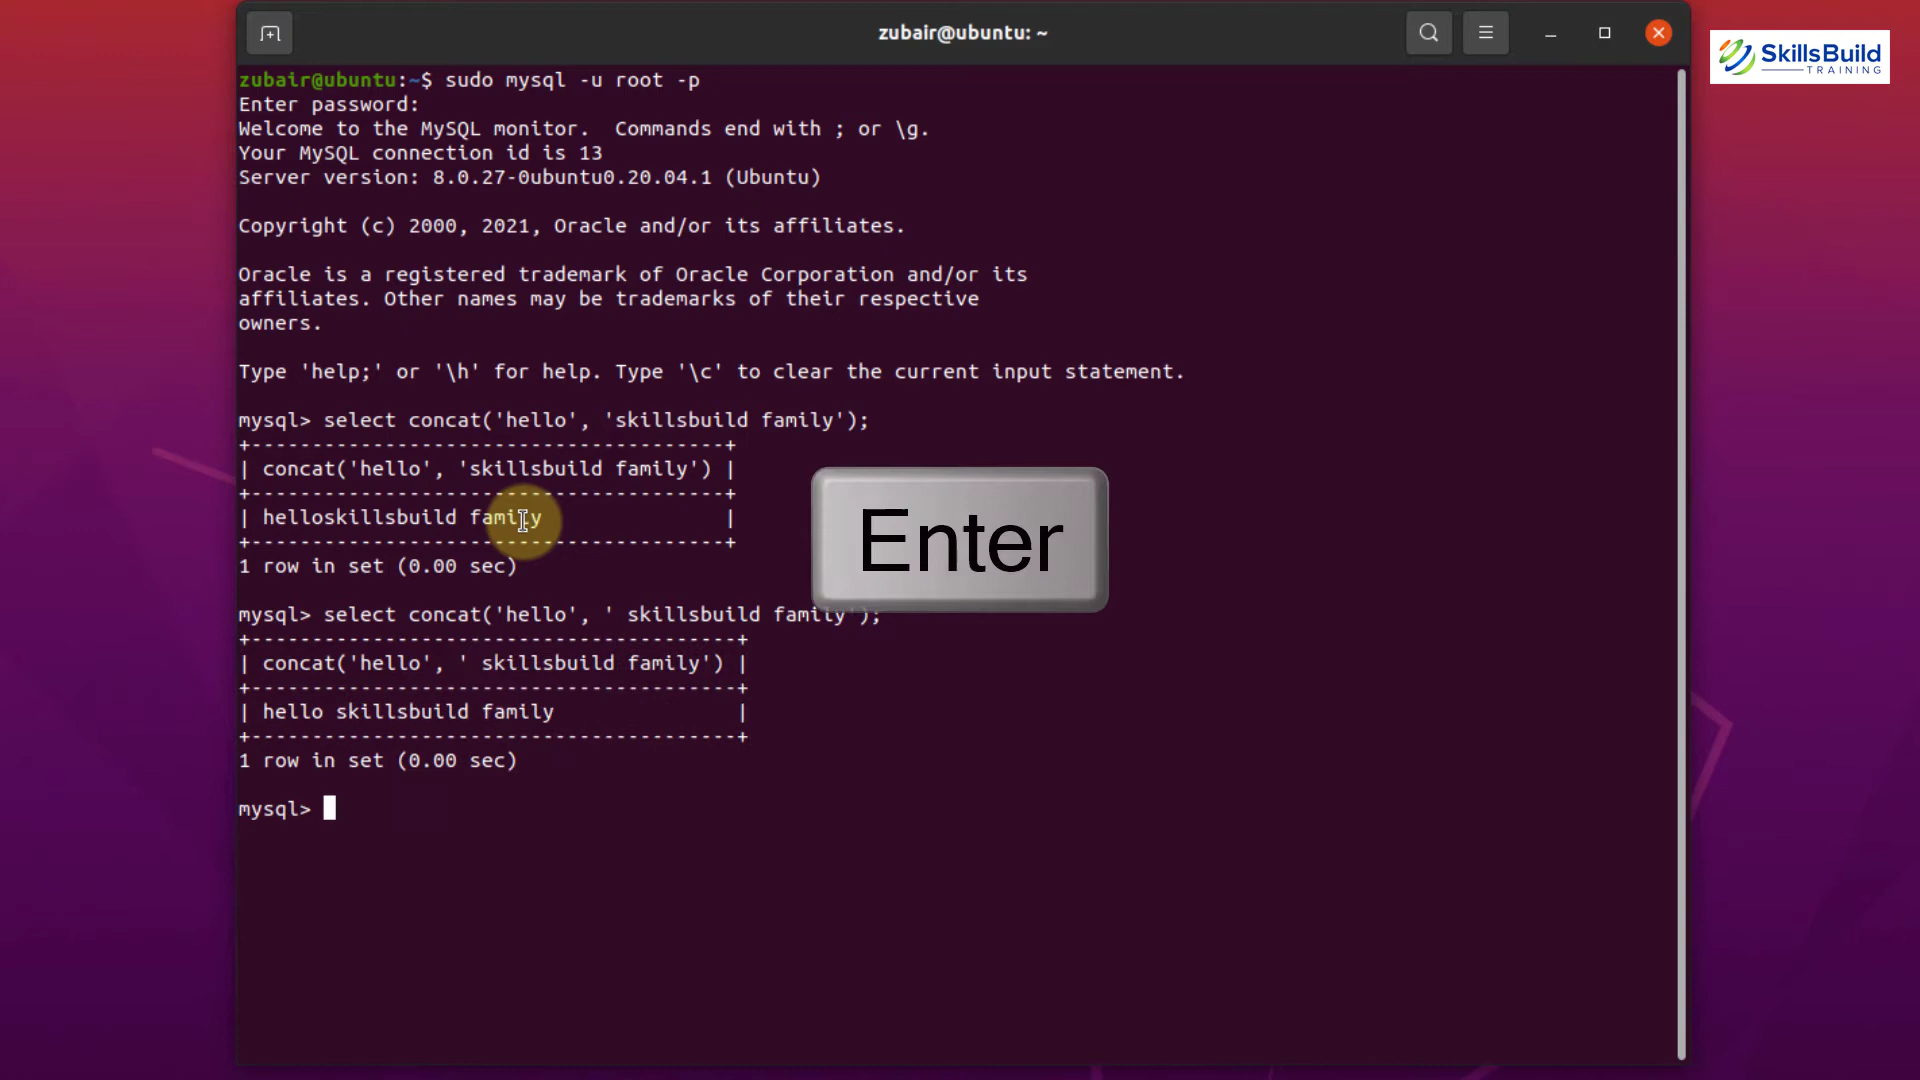 zubair@ubuntu: ~
SkillsBuild
TRAINING
zubair@ubuntu:~$ sudo mysql -u root -p
Enter password:
Welcome to the MySQL monitor.  Commands end with ; or \g.
Your MySQL connection id is 13
Server version: 8.0.27-0ubuntu0.20.04.1 (Ubuntu)
Copyright (c) 2000, 2021, Oracle and/or its affiliates.
Oracle is a registered trademark of Oracle Corporation and/or its
affiliates. Other names may be trademarks of their respective
owners.
Type 'help;' or '\h' for help. Type '\c' to clear the current input statement.
mysql> select concat('hello', 'skillsbuild family');
+---------------------------------------+
| concat('hello', 'skillsbuild family') |
+---------------------------------------+
| helloskillsbuild family               |
+---------------------------------------+
1 row in set (0.00 sec)
Enter
mysql> select concat('hello', ' skillsbuild family');
+----------------------------------------+
| concat('hello', ' skillsbuild family') |
+----------------------------------------+
| hello skillsbuild family               |
+----------------------------------------+
1 row in set (0.00 sec)
mysql>